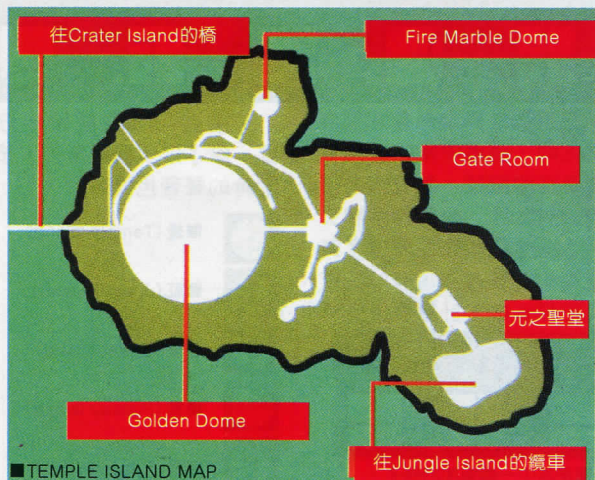 往Crater Island的橋
Fire Marble Dome
Gate Room
元之聖堂
Golden Dome
往Jungle Island的纜車
■TEMPLE ISLAND MAP